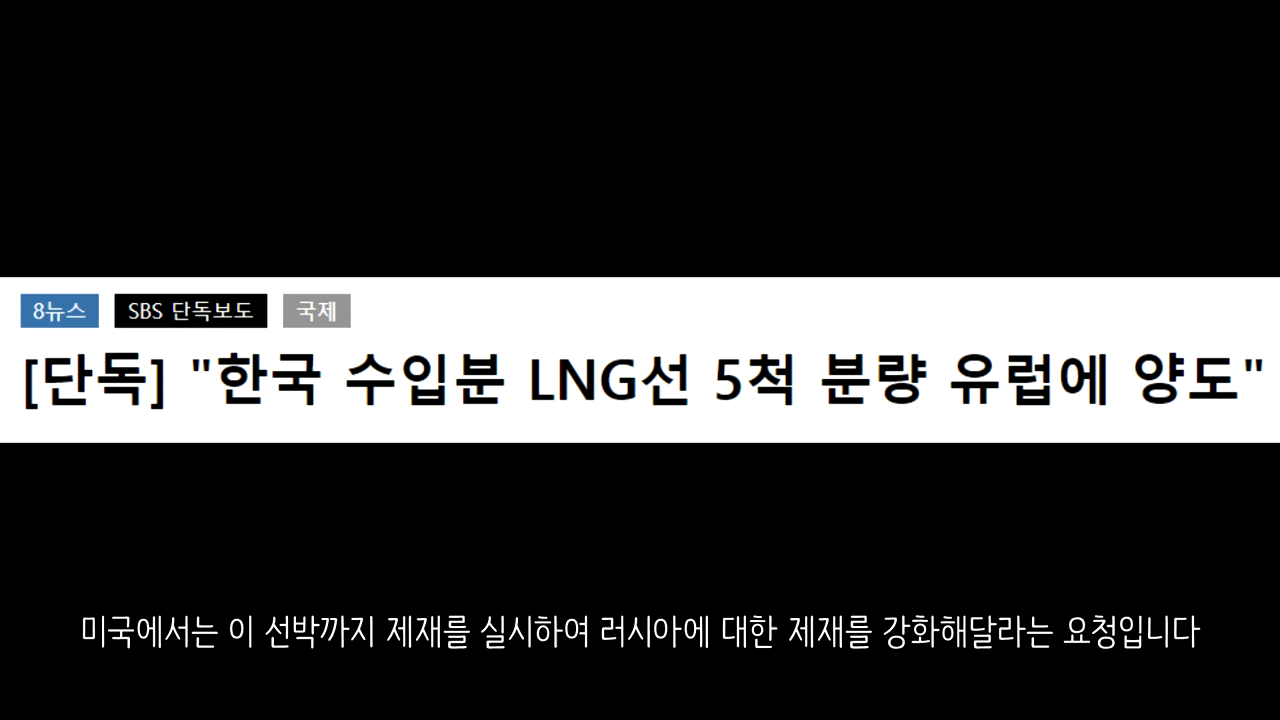 8뉴스 SBS 단독보도 국제
[단독] "한국 수입분 LNG선 5척 분량 유럽에 양도"
미국에서는 이 선박까지 제재를 실시하여 러시아에 대한 제재를 강화해달라는 요청입니다